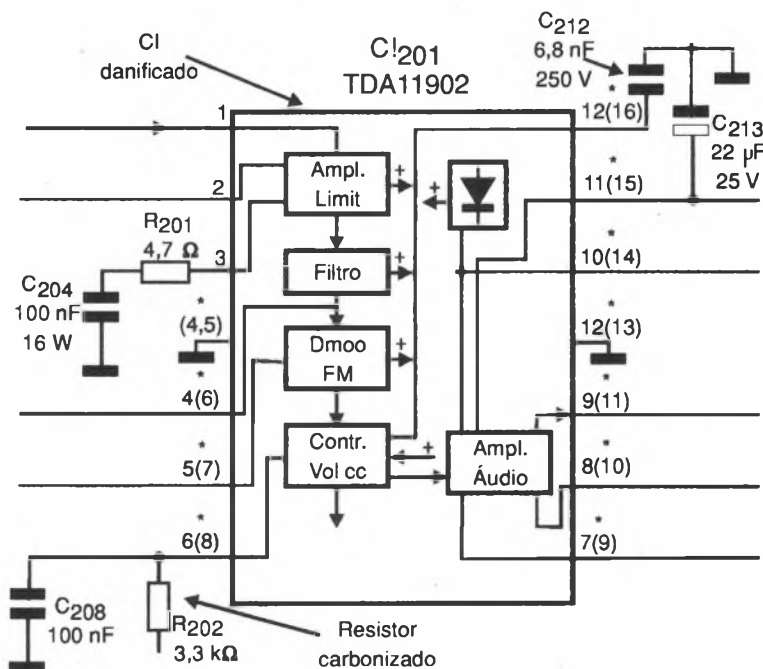 CI
danificado
C!201
TDA11902
C212
6,8 nF
250 V
*
12(16)
C213
22 µF
25 V
1
2
Ampl.
Limit
+
+
*
11(15)
R201
4,7 Ω
3
C204
100 nF
16 W
Filtro
+
*
10(14)
*
(4,5)
Dmoo
FM
+
*
12(13)
*
4(6)
*
9(11)
Contr.
Vol cc
+
Ampl.
Áudio
*
5(7)
*
8(10)
*
6(8)
*
7(9)
C208
100 nF
R202
3,3 kΩ
Resistor
carbonizado